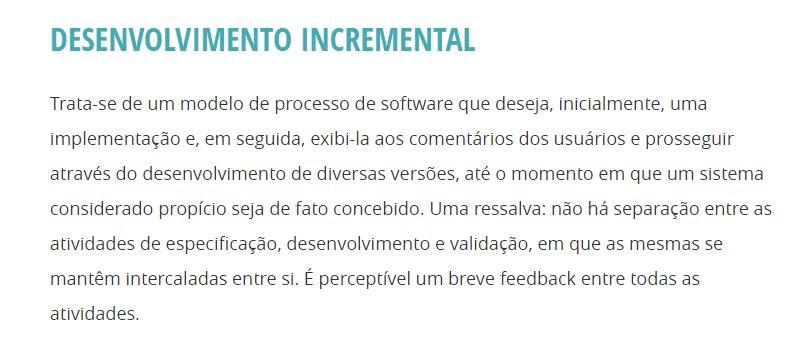 DESENVOLVIMENTO INCREMENTAL
Trata-se de um modelo de processo de software que deseja, inicialmente, uma
implementação e, em seguida, exibi-la aos comentários dos usuários e prosseguir
através do desenvolvimento de diversas versões, até o momento em que um sistema
considerado propício seja de fato concebido. Uma ressalva: não há separação entre as
atividades de especificação, desenvolvimento e validação, em que as mesmas se
mantêm intercaladas entre si. É perceptível um breve feedback entre todas as
atividades.